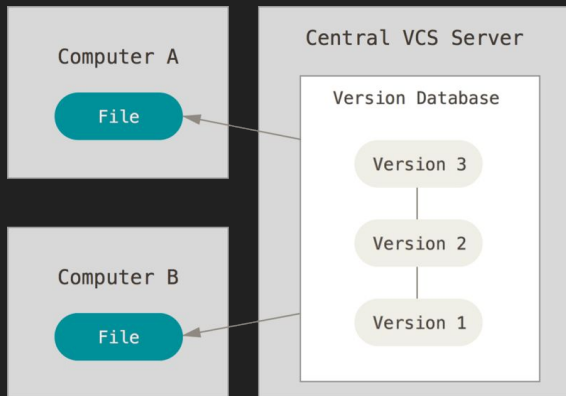 Computer A
File
Computer B
File
Central VCS Server
Version Database
Version 3
Version 2
Version 1